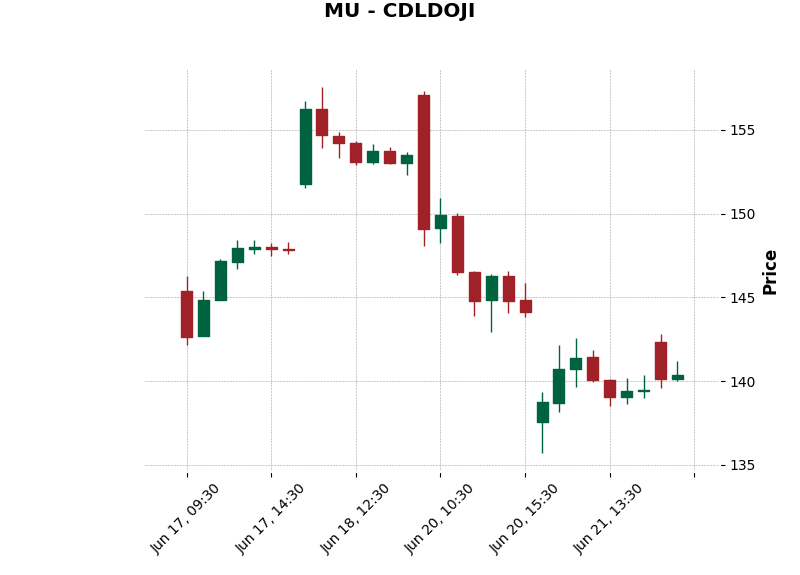 MU - CDLDOJI
155
150
145
140
135
Price
Jun 17, 09:30
Jun 17, 14:30
Jun 18, 12:30
Jun 20, 10:30
Jun 20, 15:30
Jun 21, 13:30